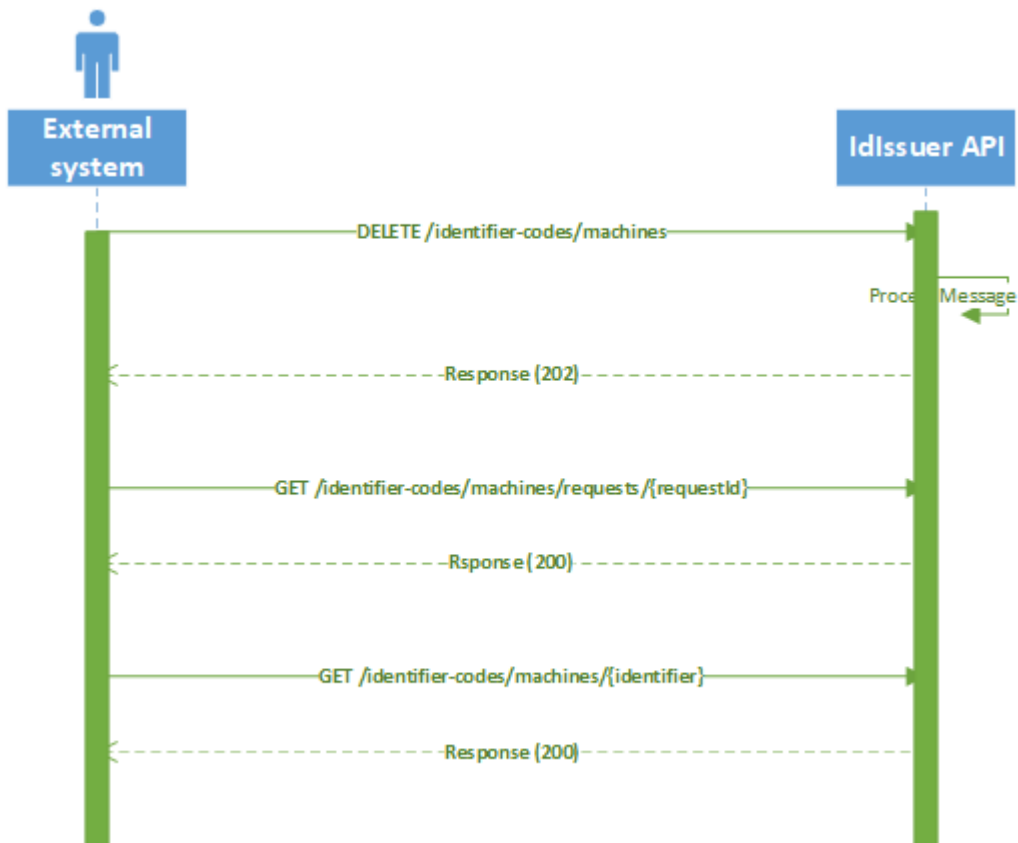 External
system
IdIssuer API
DELETE /identifier-codes/machines
Proce Message
Response (202)
GET /identifier-codes/machines/requests/{requestId}
Rsponse (200)
GET /identifier-codes/machines/{identifier}
Response (200)